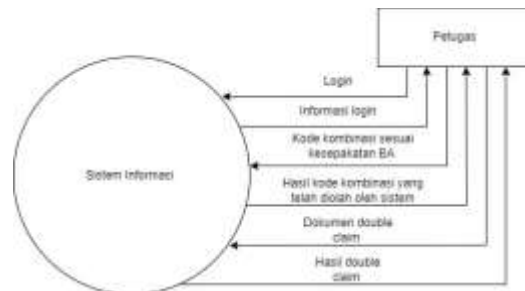 Petugas
Login
Informasi login
Kode kombinasi sesuai
kesepakatan BA
Sistem Informasi
Hasil kode kombinasi yang
telah diolah oleh sistem
Dokumen double
claim
Hasil double
claim